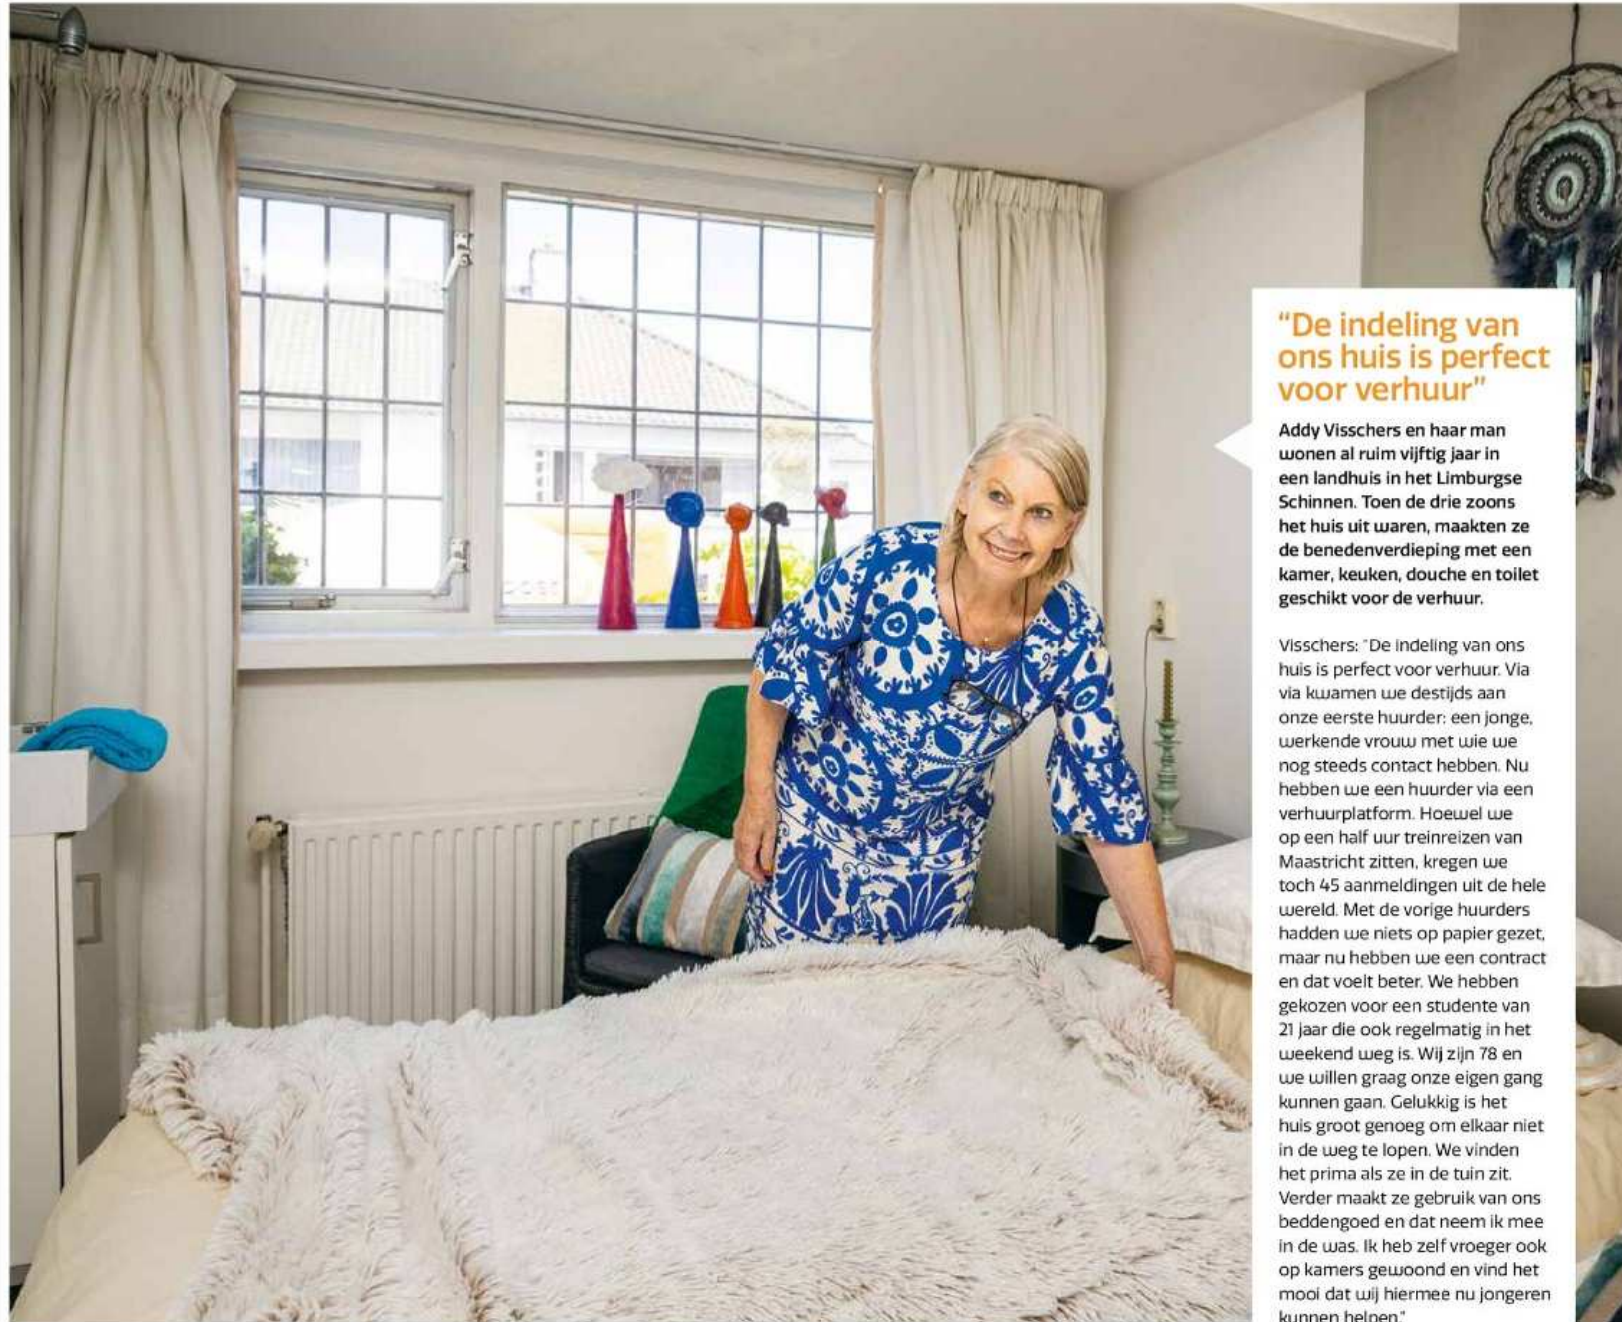 “De indeling van
ons huis is perfect
voor verhuur”
Addy Visschers en haar man
wonen al ruim vijftig jaar in
een landhuis in het Limburgse
Schinnen. Toen de drie zoons
het huis uit waren, maakten ze
de benedenverdieping met een
kamer, keuken, douche en toilet
geschikt voor de verhuur.
Visschers: “De indeling van ons
huis is perfect voor verhuur. Via
via kwamen we destijds aan
onze eerste huurder: een jonge,
werkende vrouw met wie we
nog steeds contact hebben. Nu
hebben we een huurder via een
verhuurplatform. Hoewel we
op een half uur treinreizen van
Maastricht zitten, kregen we
toch 45 aanmeldingen uit de hele
wereld. Met de vorige huurders
hadden we niets op papier gezet,
maar nu hebben we een contract
en dat voelt beter. We hebben
gekozen voor een studente van
21 jaar die ook regelmatig in het
weekend weg is. Wij zijn 78 en
we willen graag onze eigen gang
kunnen gaan. Gelukkig is het
huis groot genoeg om elkaar niet
in de weg te lopen. We vinden
het prima als ze in de tuin zit.
Verder maakt ze gebruik van ons
beddengoed en dat neem ik mee
in de was. Ik heb zelf vroeger ook
op kamers gewoond en vind het
mooi dat wij hiermee nu jongeren
kunnen helpen.”